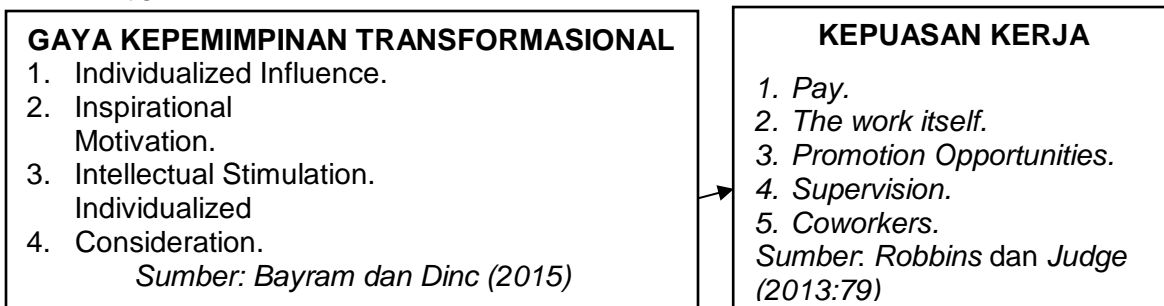 GAYA KEPEMIMPINAN TRANSFORMASIONAL
1. Individualized Influence.
2. Inspirational
Motivation.
3. Intellectual Stimulation.
Individualized
4. Consideration.
Sumber: Bayram dan Dinc (2015)
KEPUASAN KERJA
1. Pay.
2. The work itself.
3. Promotion Opportunities.
4. Supervision.
5. Coworkers.
Sumber: Robbins dan Judge
(2013:79)